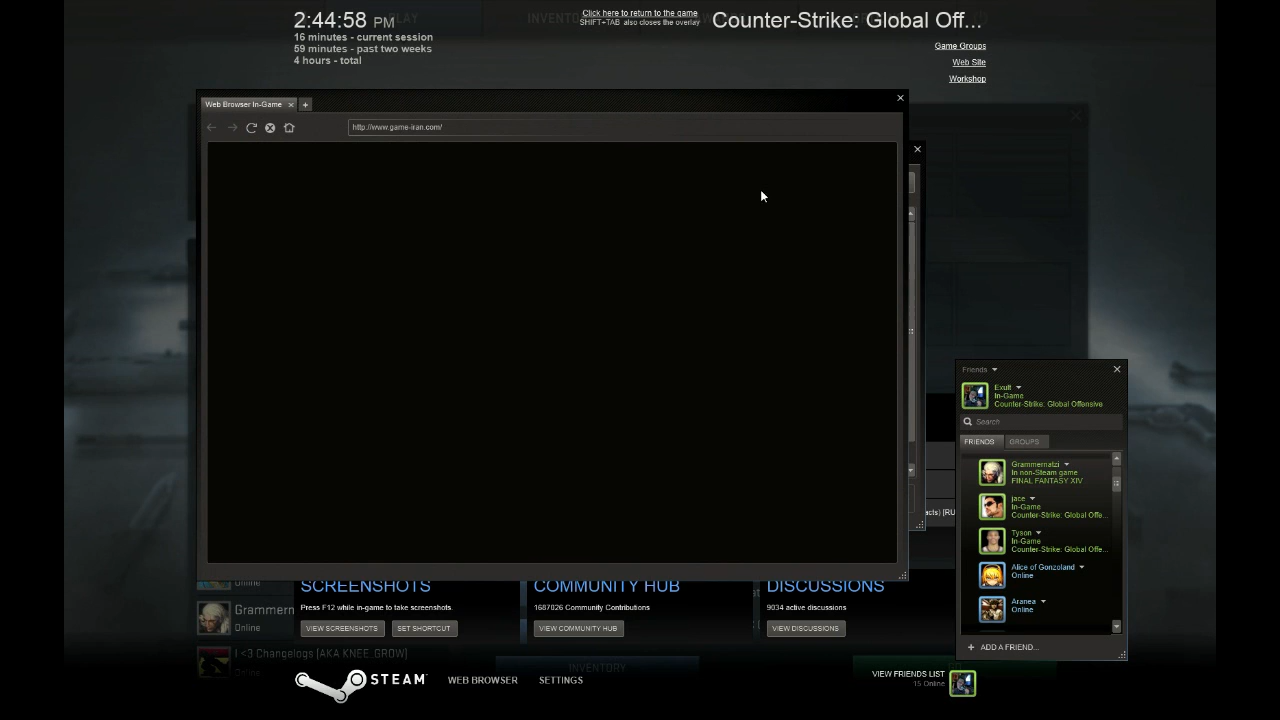 2:44:58 PM
16 minutes - current session
59 minutes - past two weeks
4 hours - total
PLAY
Click here to return to the game
SHIFT+TAB also closes the overlay
Counter-Strike: Global Off...
Game Groups
Web Site
Workshop
Web Browser In-Game
http://www.game-iran.com/
Friends
Exult
In-Game
Counter-Strike: Global Offensive
Search
FRIENDS
GROUPS
Grammernatzi
In non-Steam game
FINAL FANTASY XIV
jace
In-Game
Counter-Strike: Global Offe...
Tyson
In-Game
Counter-Strike: Global Offe...
Alice of Gonzoland
Online
Aranea
Online
ADD A FRIEND...
acts) [RU
SCREENSHOTS
Press F12 while in-game to take screenshots.
VIEW SCREENSHOTS
SET SHORTCUT
COMMUNITY HUB
1687026 Community Contributions
VIEW COMMUNITY HUB
DISCUSSIONS
9034 active discussions
VIEW DISCUSSIONS
Online
Grammern
Online
I <3 Changelogs [AKA KNEE_GROW]
Online
INVENTORY
STEAM
WEB BROWSER
SETTINGS
VIEW FRIENDS LIST
15 Online